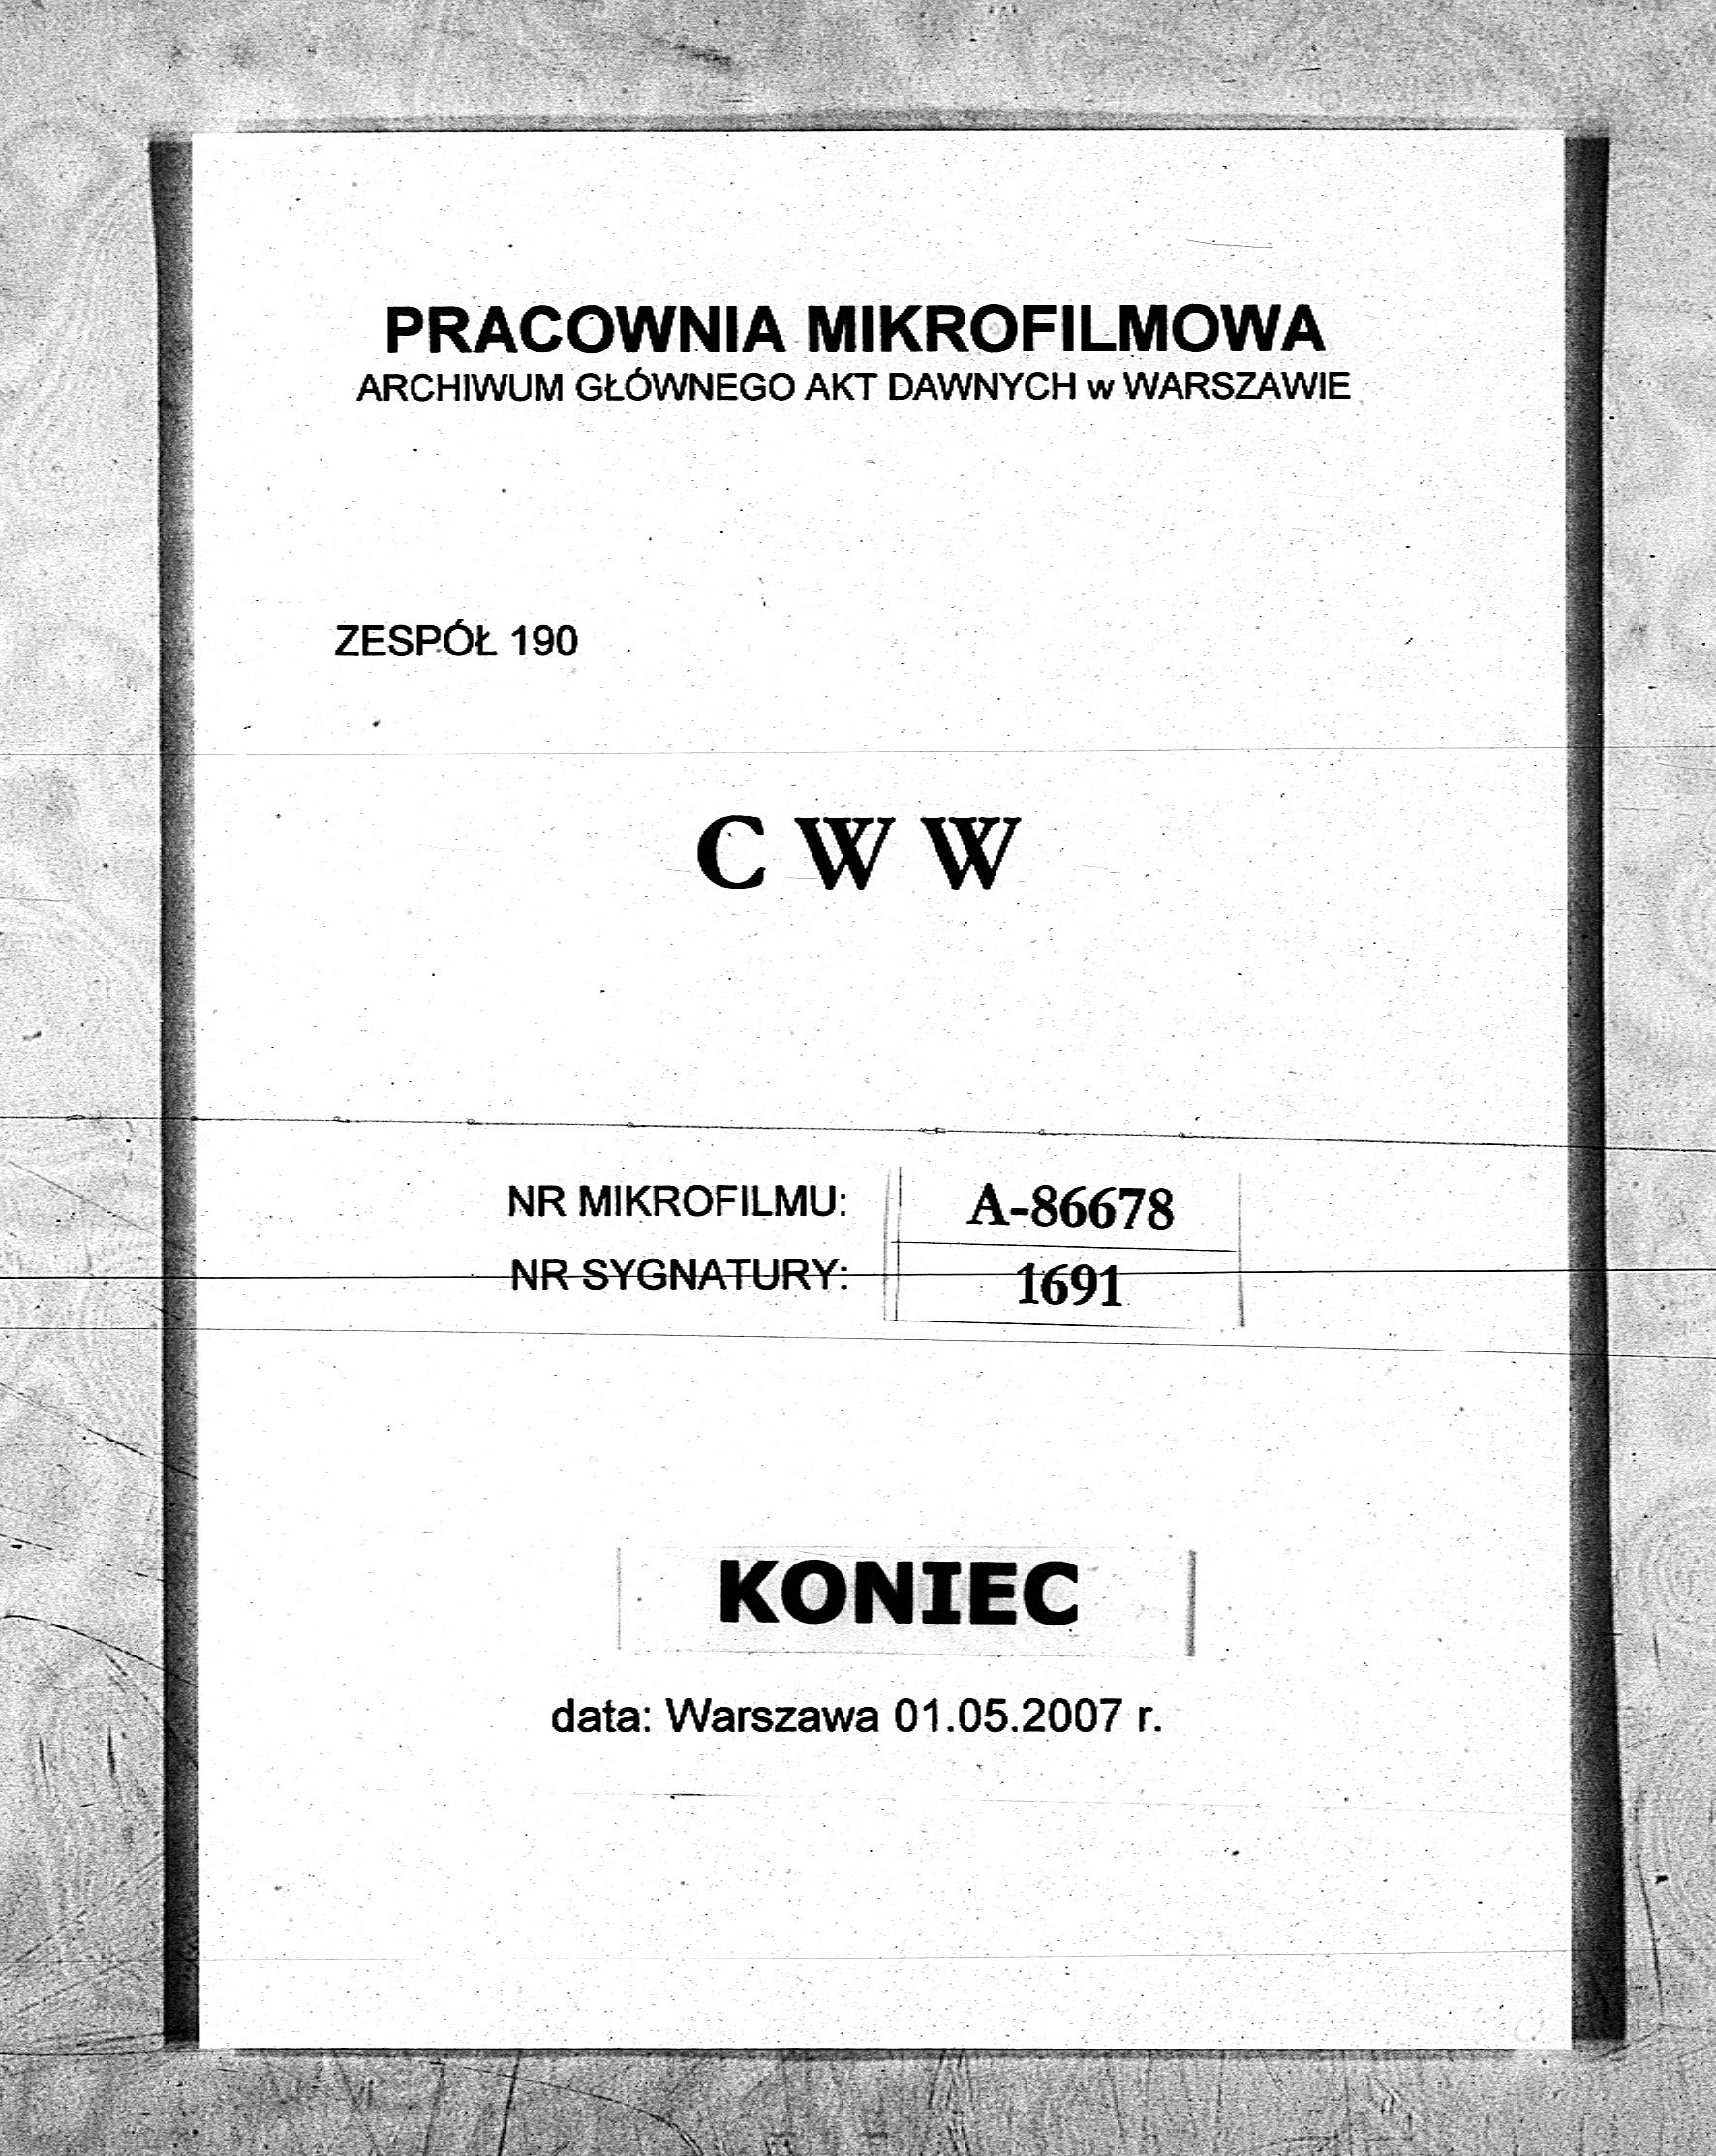 PRACOWNIA MIKROFILMOWA
ARCHIWUM GŁÓWNEGO AKT DAWNYCH w WARSZAWIE
ZESPÓŁ 190
C W W
NR MIKROFILMU: A-86678
NR SYGNATURY: 1691
KONIEC
data: Warszawa 01.05.2007 r.